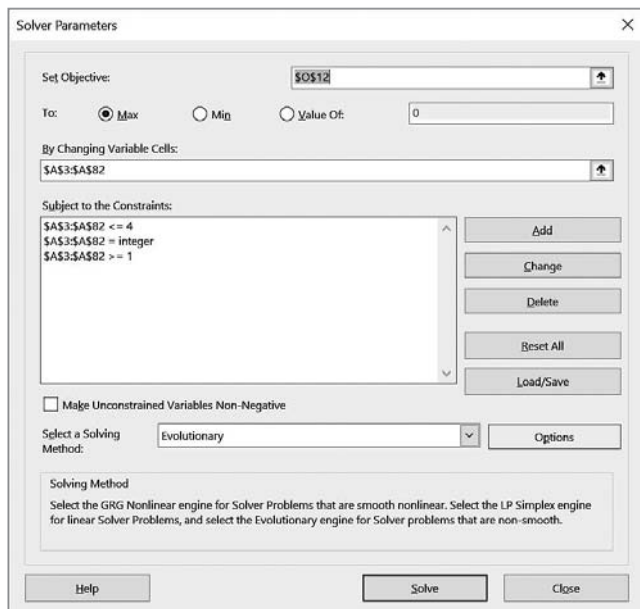 Solver Parameters
Set Objective:
$O$12
To:
Max
Min
Value Of:
0
By Changing Variable Cells:
$A$3:$A$82
Subject to the Constraints:
$A$3:$A$82 <= 4
$A$3:$A$82 = integer
$A$3:$A$82 >= 1
Add
Change
Delete
Reset All
Load/Save
Make Unconstrained Variables Non-Negative
Select a Solving
Method:
Evolutionary
Options
Solving Method
Select the GRG Nonlinear engine for Solver Problems that are smooth nonlinear. Select the LP Simplex engine
for linear Solver Problems, and select the Evolutionary engine for Solver problems that are non-smooth.
Help
Solve
Close